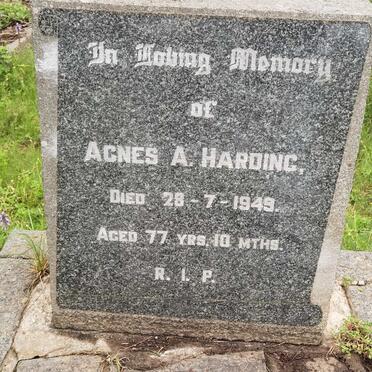 In Loving Memory
of
AGNES A. HARDING.
DIED 28-7-1949.
AGED 77 YRS. 10 MTHS.
R. I. P.